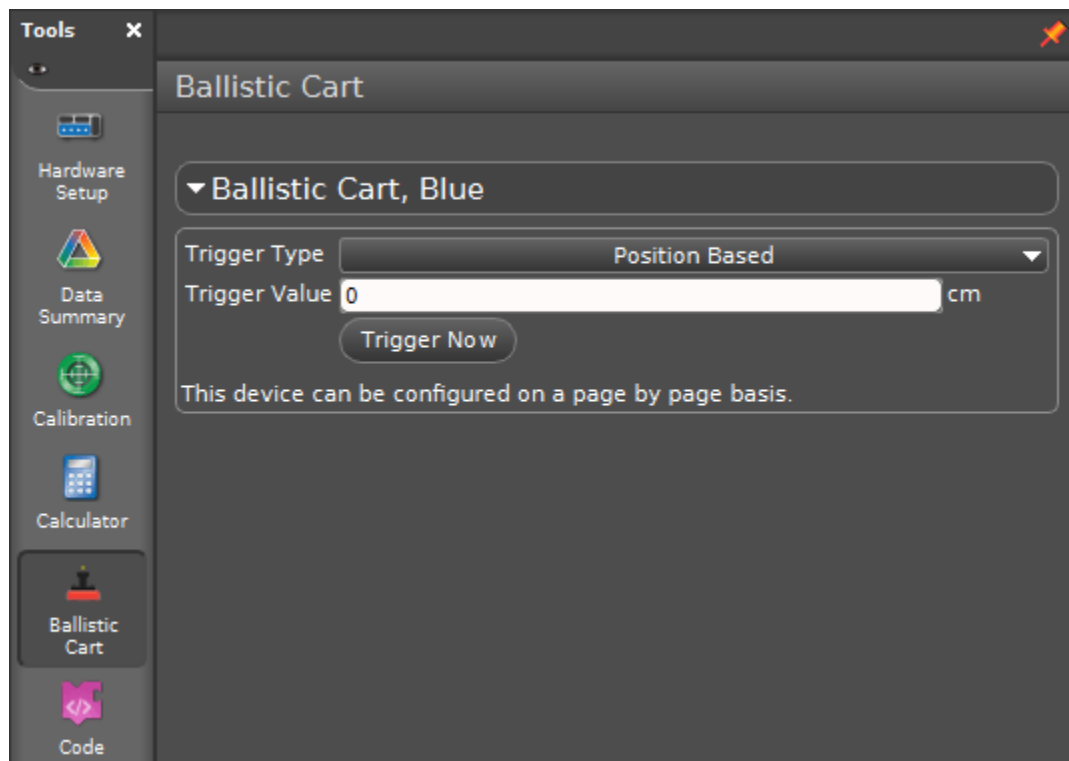 Tools
Ballistic Cart
Hardware
Setup
Data
Summary
Calibration
Calculator
Ballistic
Cart
</>
Code
Ballistic Cart, Blue
Trigger Type Position Based
Trigger Value 0 cm
Trigger Now
This device can be configured on a page by page basis.